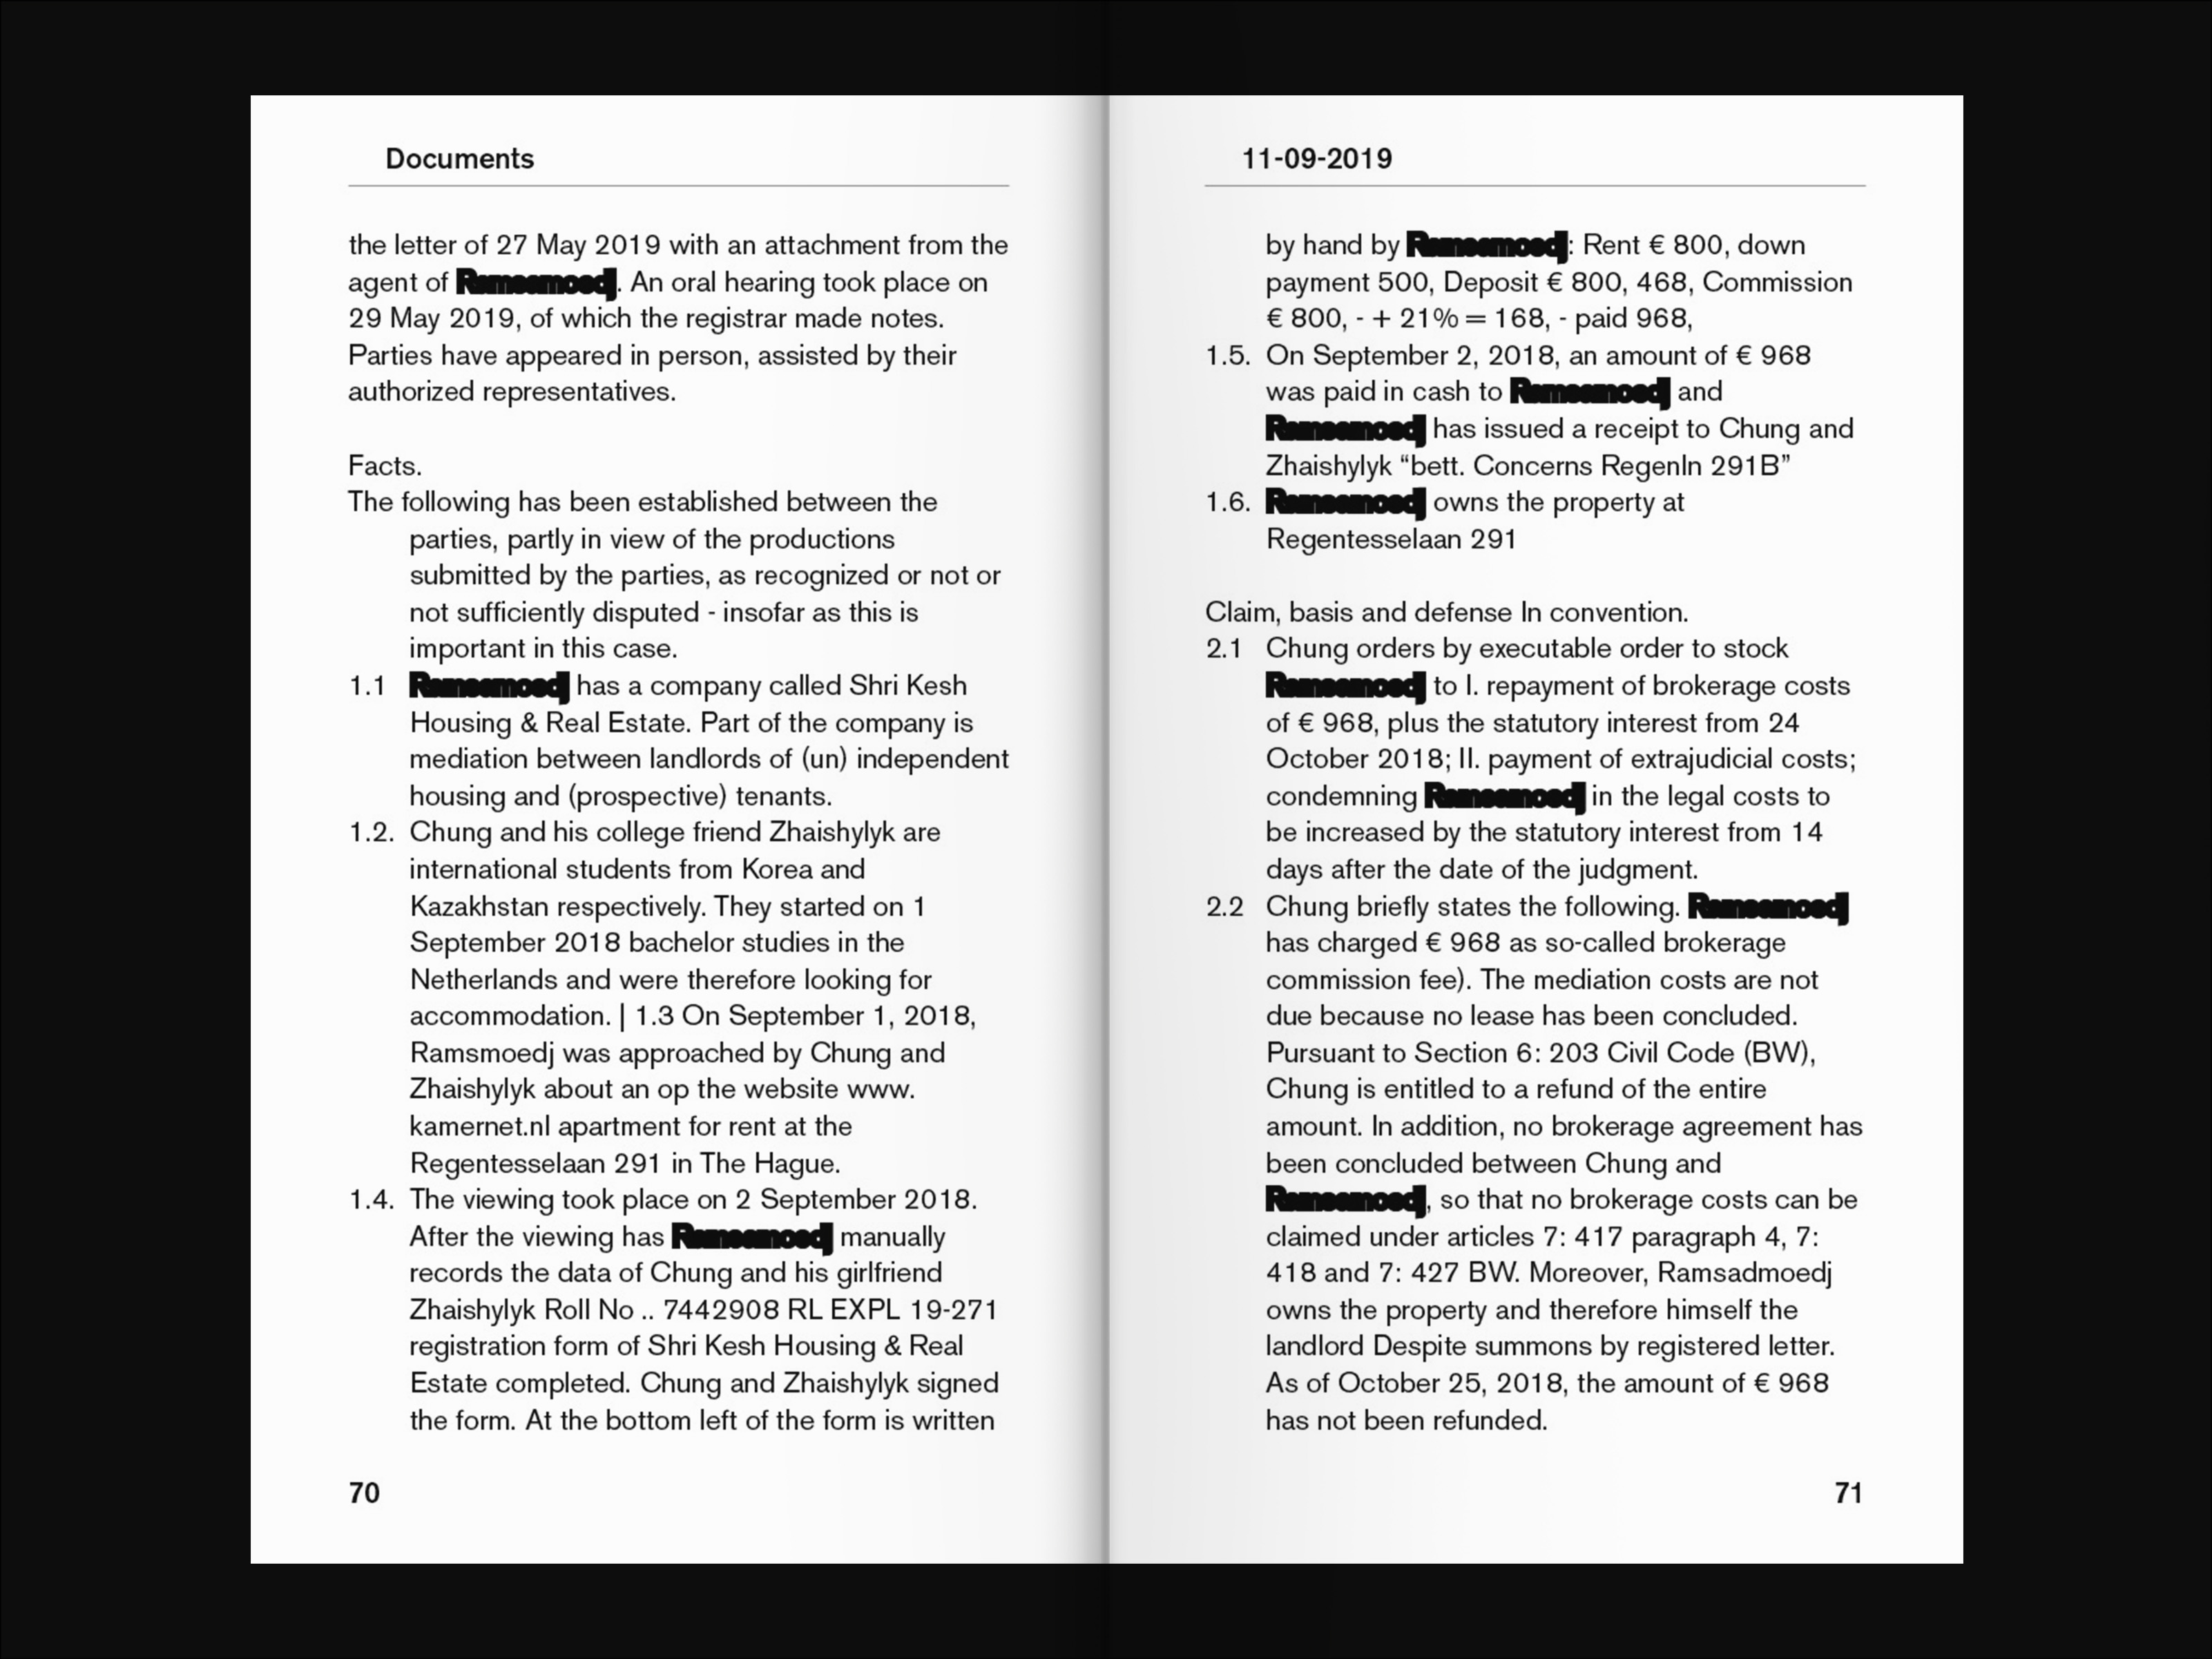 Documents
the letter of 27 May 2019 with an attachment from the
agent of . An oral hearing took place on
29 May 2019, of which the registrar made notes.
Parties have appeared in person, assisted by their
authorized representatives.
Facts.
The following has been established between the
parties, partly in view of the productions
submitted by the parties, as recognized or not or
not sufficiently disputed - insofar as this is
important in this case.
1.1 has a company called Shri Kesh
Housing & Real Estate. Part of the company is
mediation between landlords of (un) independent
housing and (prospective) tenants.
1.2. Chung and his college friend Zhaishylyk are
international students from Korea and
Kazakhstan respectively. They started on 1
September 2018 bachelor studies in the
Netherlands and were therefore looking for
accommodation. | 1.3 On September 1, 2018,
Ramsmoedj was approached by Chung and
Zhaishylyk about an op the website www.
kamernet.nl apartment for rent at the
Regentesselaan 291 in The Hague.
1.4. The viewing took place on 2 September 2018.
After the viewing has manually
records the data of Chung and his girlfriend
Zhaishylyk Roll No .. 7442908 RL EXPL 19-271
registration form of Shri Kesh Housing & Real
Estate completed. Chung and Zhaishylyk signed
the form. At the bottom left of the form is written
70
11-09-2019
by hand by : Rent € 800, down
payment 500, Deposit € 800, 468, Commission
€ 800, - + 21% = 168, - paid 968,
1.5. On September 2, 2018, an amount of € 968
was paid in cash to and
has issued a receipt to Chung and
Zhaishylyk “bett. Concerns RegenIn 291B”
1.6. owns the property at
Regentesselaan 291
Claim, basis and defense In convention.
2.1 Chung orders by executable order to stock
to I. repayment of brokerage costs
of € 968, plus the statutory interest from 24
October 2018; II. payment of extrajudicial costs;
condemning in the legal costs to
be increased by the statutory interest from 14
days after the date of the judgment.
2.2 Chung briefly states the following.
has charged € 968 as so-called brokerage
commission fee). The mediation costs are not
due because no lease has been concluded.
Pursuant to Section 6: 203 Civil Code (BW),
Chung is entitled to a refund of the entire
amount. In addition, no brokerage agreement has
been concluded between Chung and
, so that no brokerage costs can be
claimed under articles 7: 417 paragraph 4, 7:
418 and 7: 427 BW. Moreover, Ramsadmoedj
owns the property and therefore himself the
landlord Despite summons by registered letter.
As of October 25, 2018, the amount of € 968
has not been refunded.
71